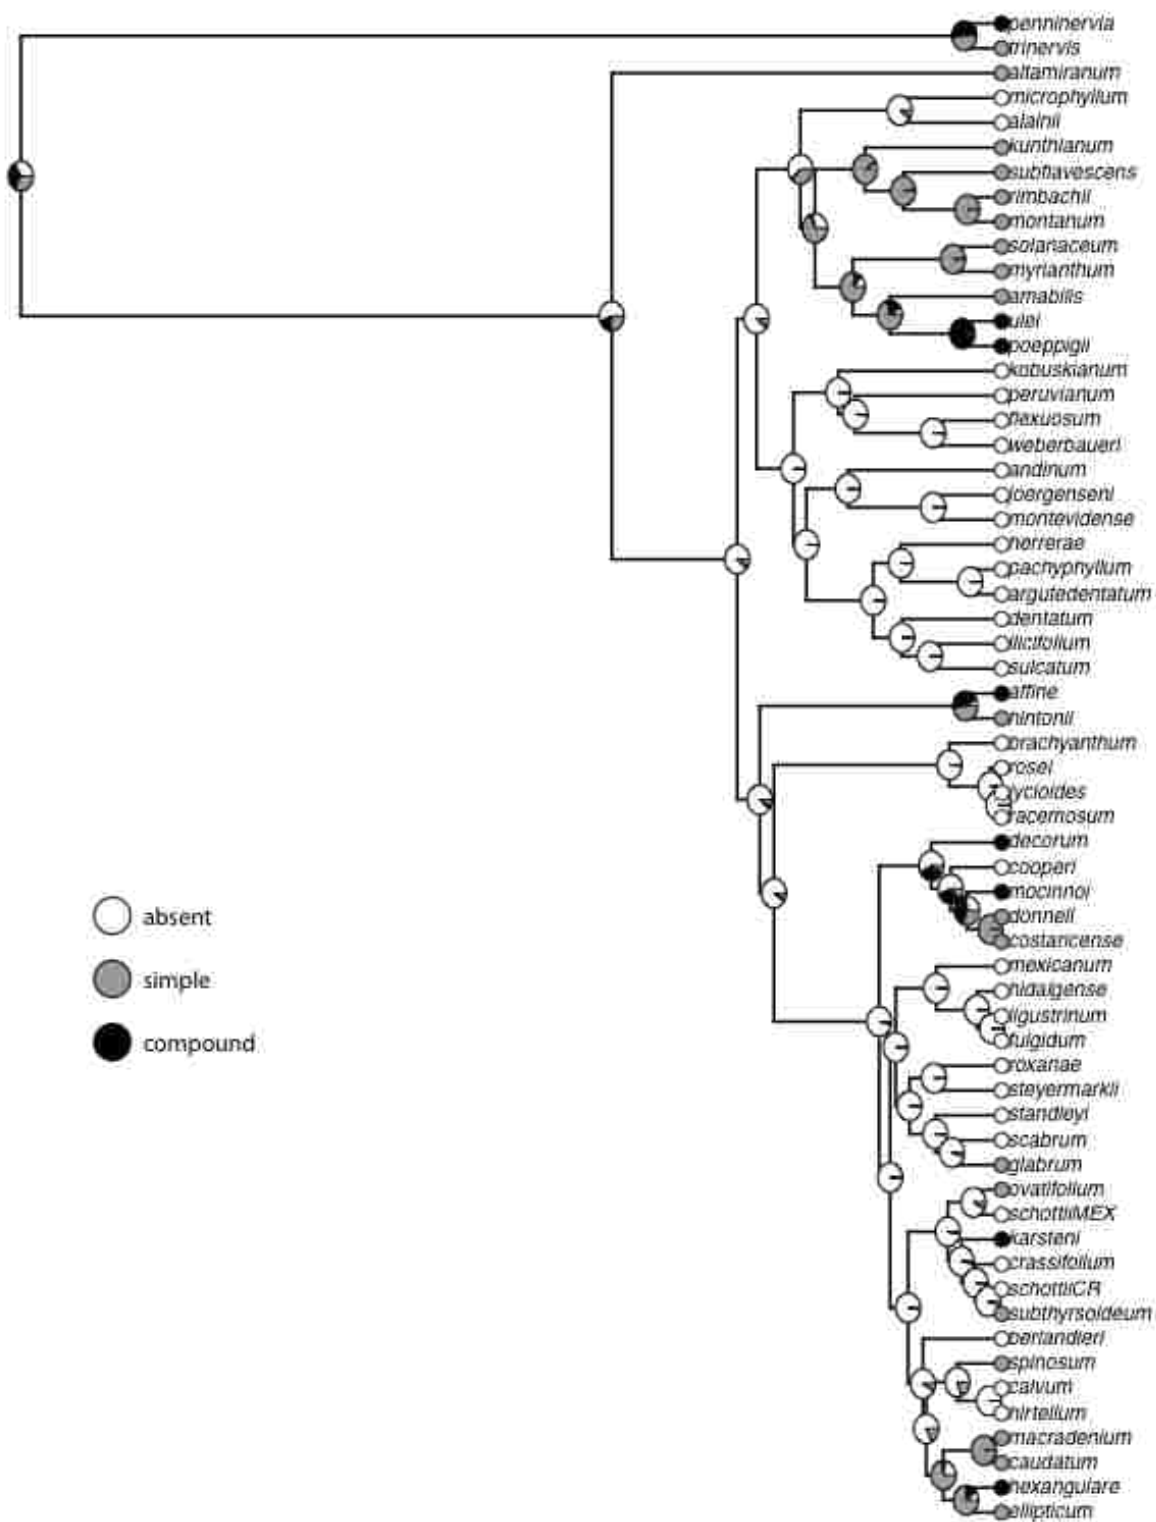 penninervia
trinervis
altamiranum
microphyllum
alainii
kunthianum
subflavescens
rimbachii
montanum
solanaceum
myrianthum
amabilis
ulei
poeppigii
kobuskianum
peruvianum
flexuosum
weberbaueri
andinum
joergenseni
montevidense
herrerae
pachyphyllum
argutedentatum
dentatum
ilicifolium
sulcatum
affine
hintonii
brachyanthum
rosei
lycioides
racemosum
decorum
cooperi
mocinnoi
donnell
costaricense
mexicanum
hidalgense
ligustrinum
fulgidum
roxanae
steyermarkii
standleyi
scabrum
glabrum
ovatifolium
schottiiMEX
karsteni
crassifolium
schottiiCR
subthyrsoideum
berlandieri
spinosum
calvum
hirtellum
macradenium
caudatum
hexangulare
ellipticum
absent
simple
compound